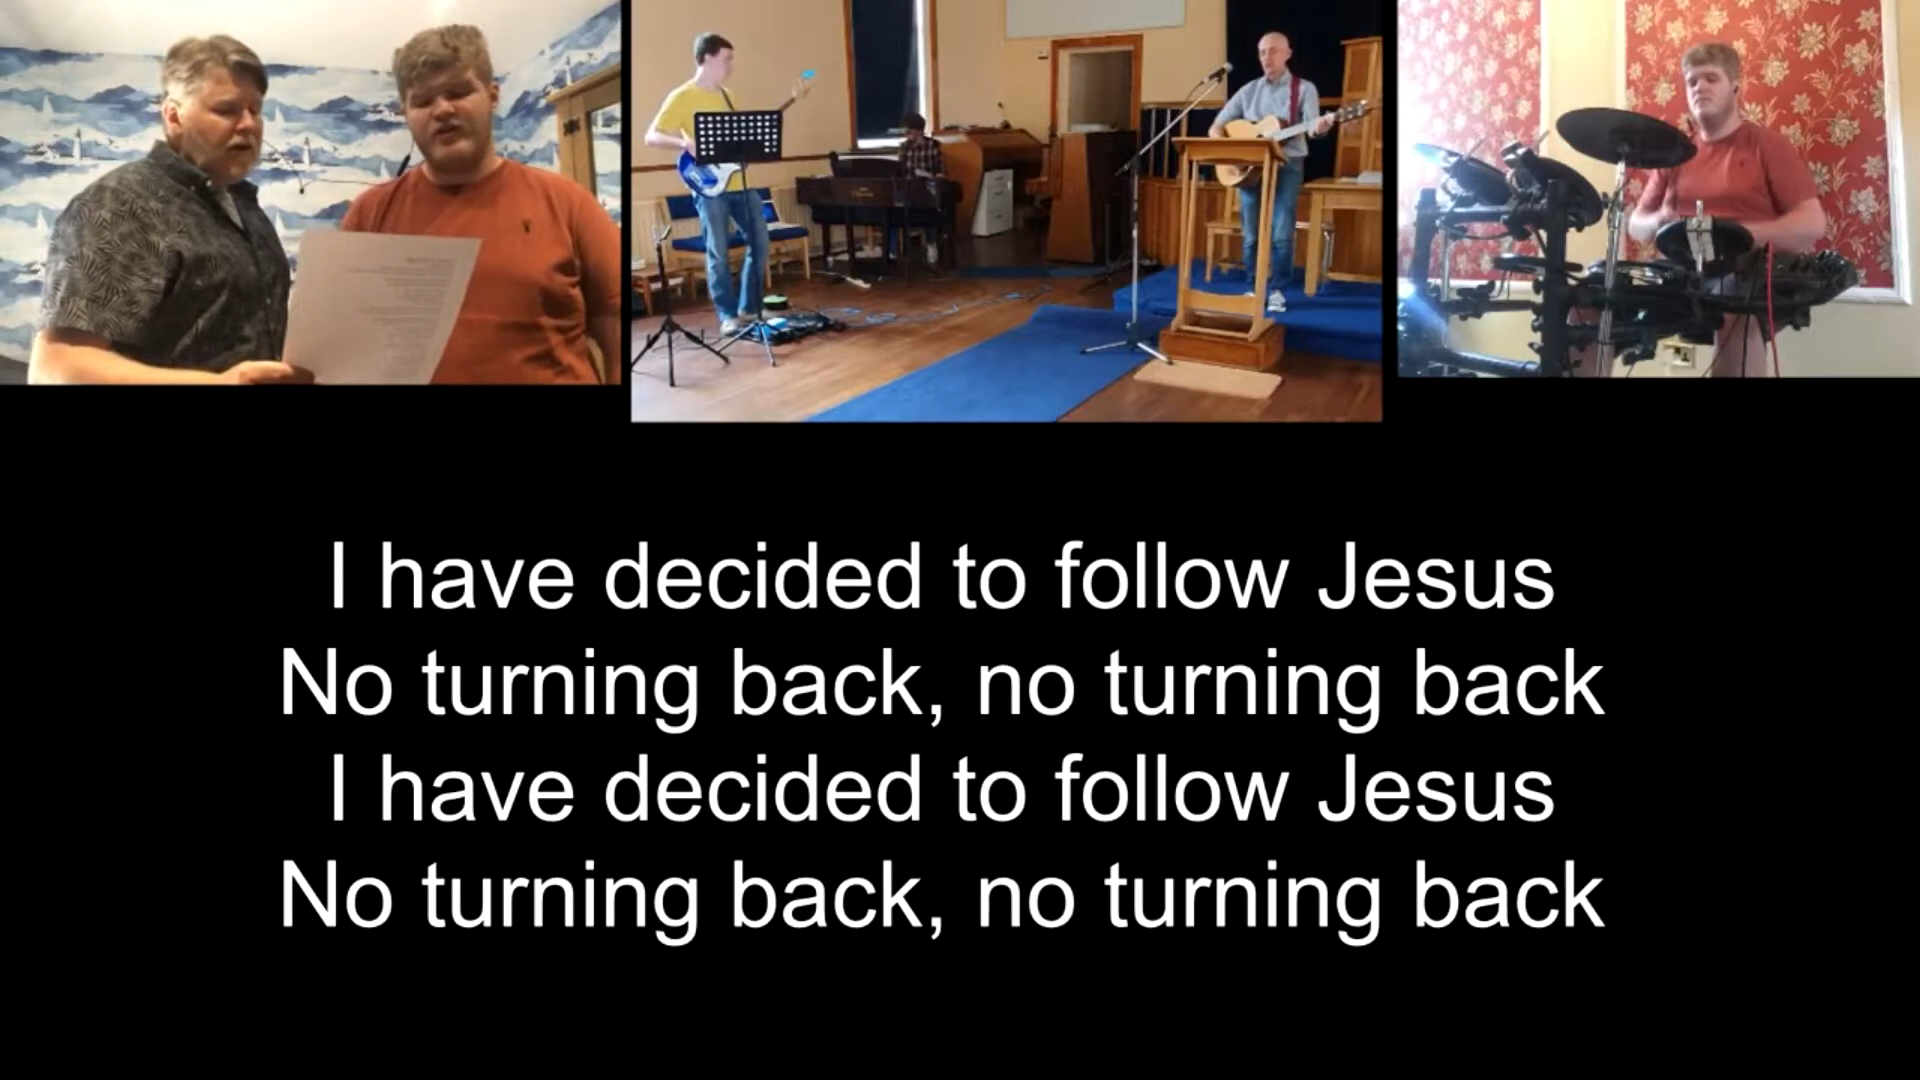 I have decided to follow Jesus
No turning back, no turning back
I have decided to follow Jesus
No turning back, no turning back